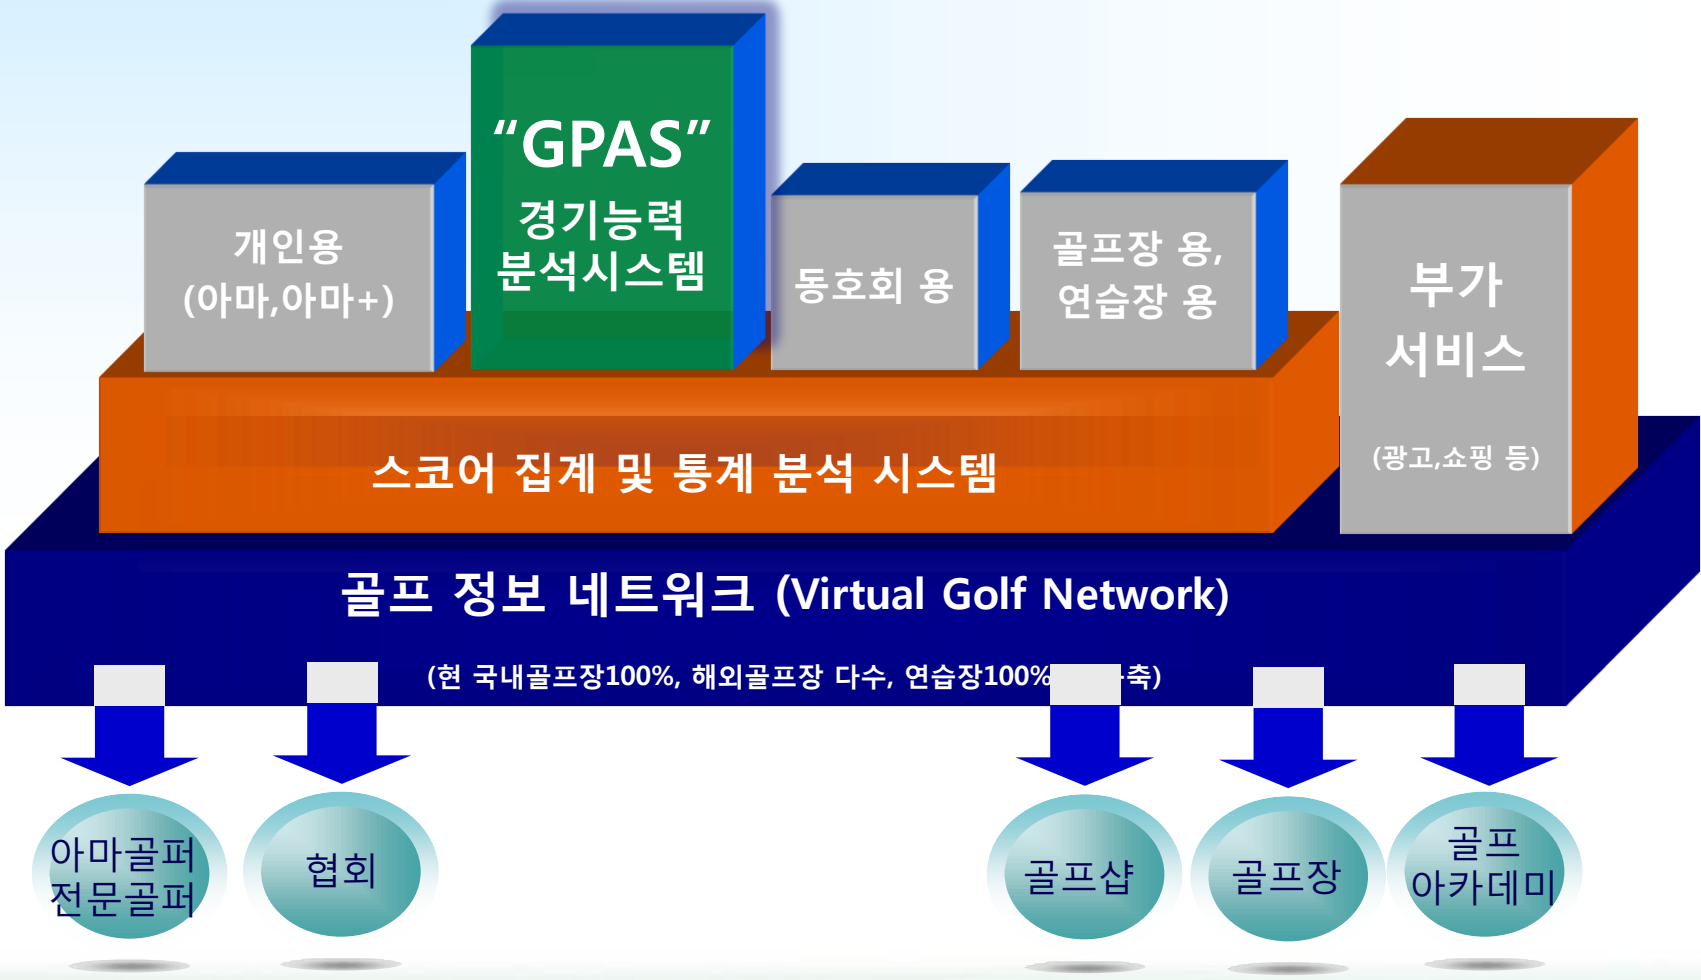 “GPAS”
경기능력
분석시스템
개인용
(아마,아마+)
동호회 용
골프장 용,
연습장 용
부가
서비스
(광고,쇼핑 등)
스코어 집계 및 통계 분석 시스템
골프 정보 네트워크 (Virtual Golf Network)
(현 국내골프장100%, 해외골프장 다수, 연습장100%
아마골퍼
전문골퍼
협회
골프샵
골프장
골프
아카데미